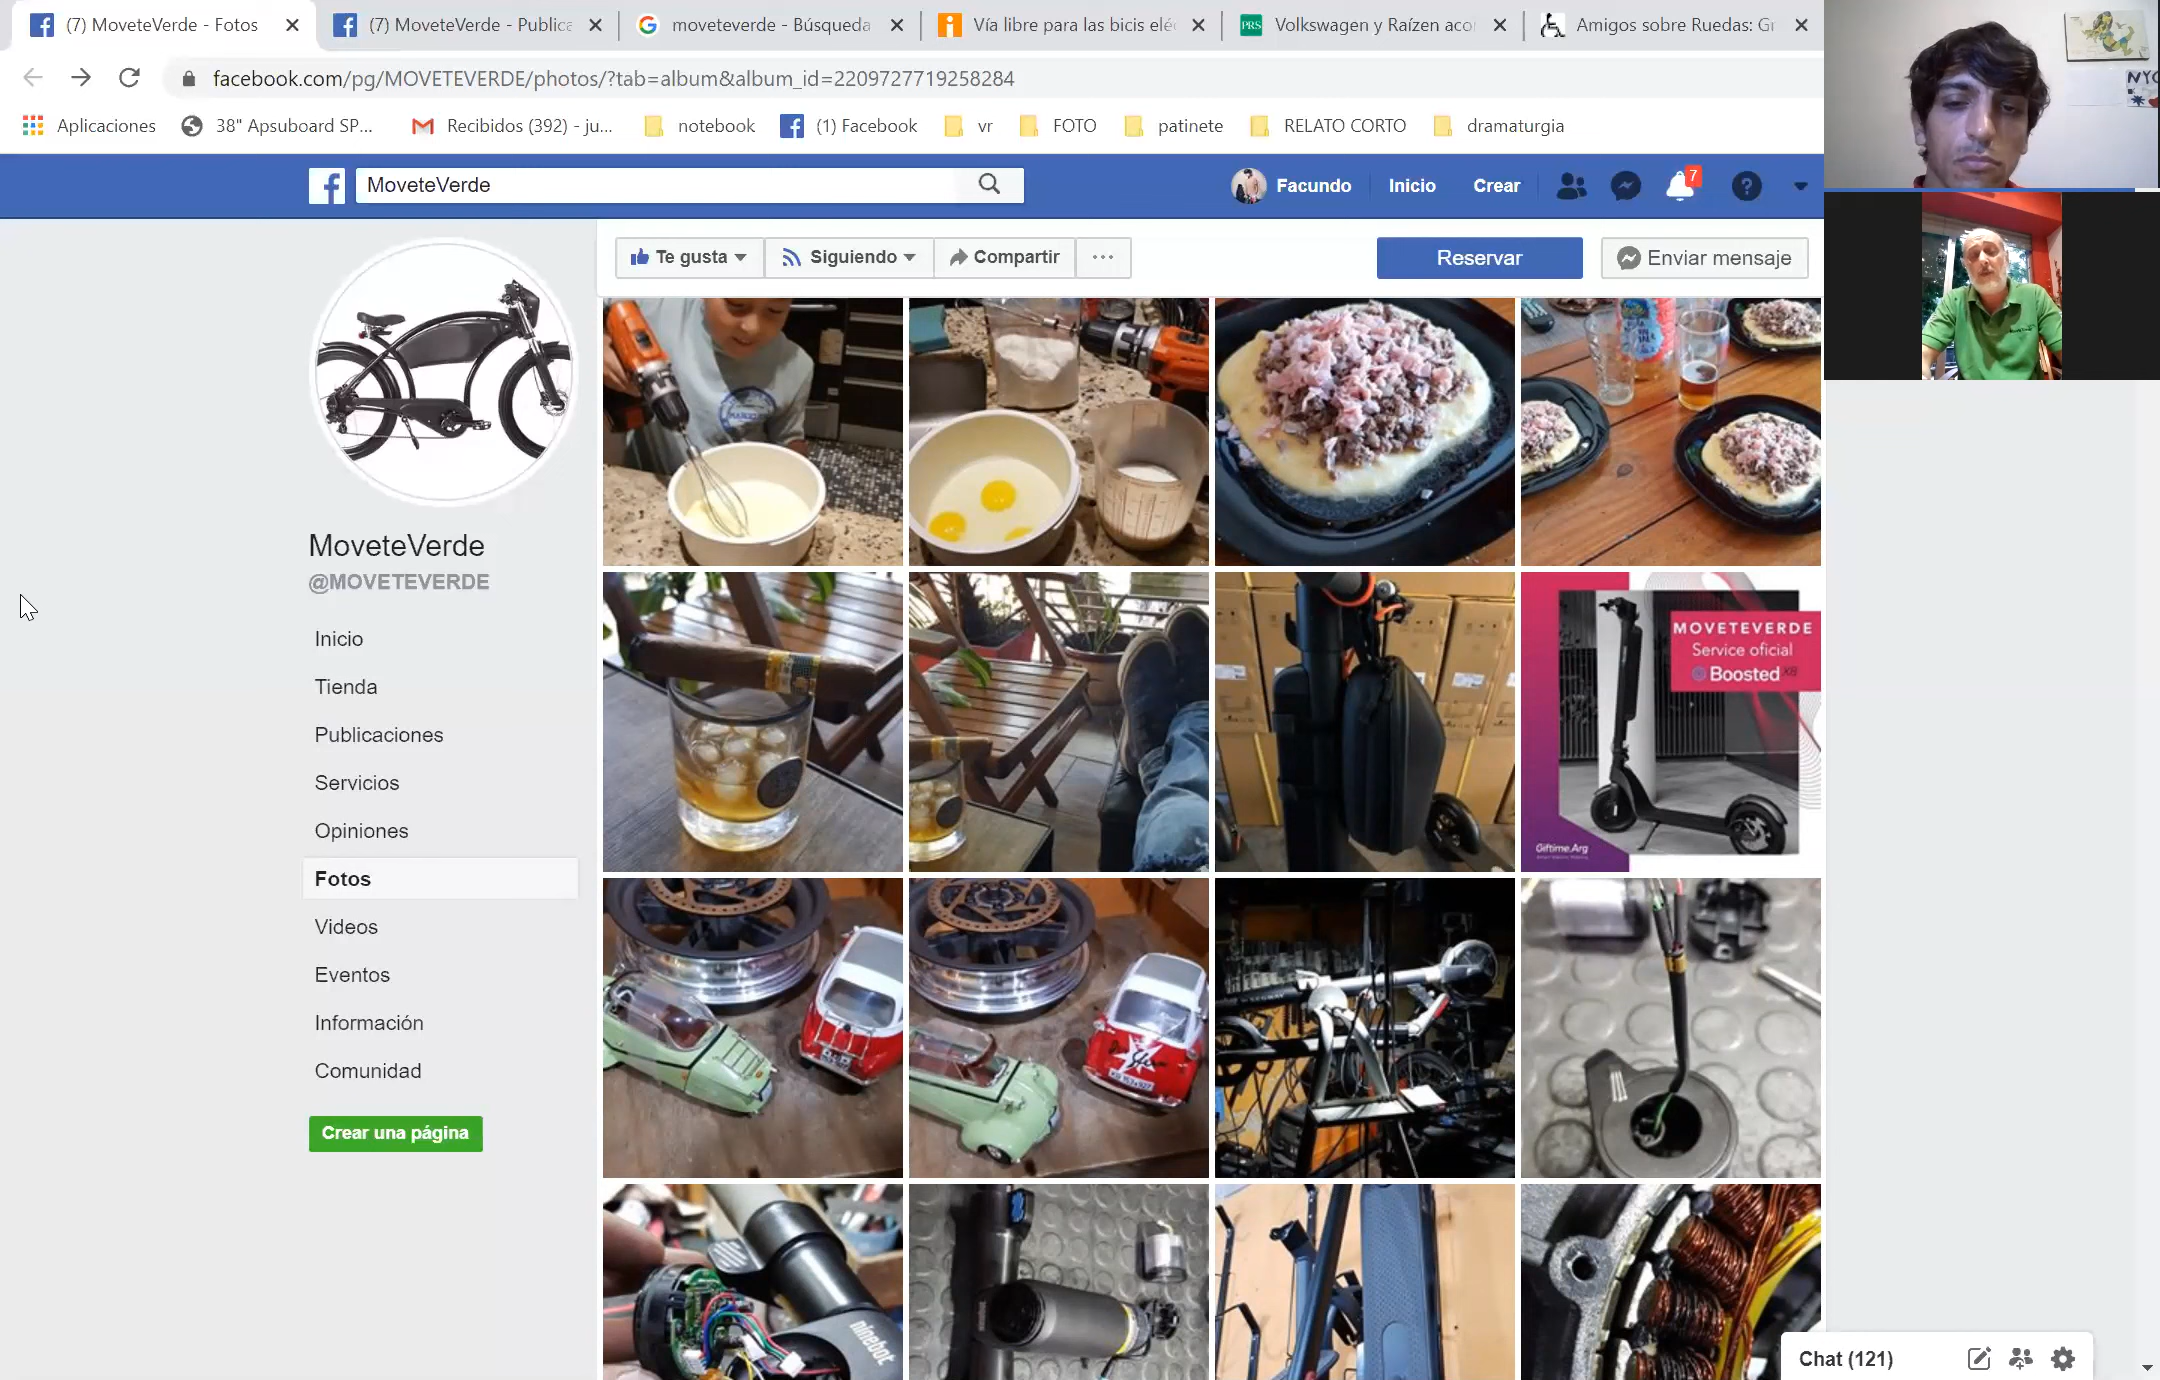 (7) MoveteVerde - Fotos
(7) MoveteVerde - Publica
moveteverde - Búsqueda
Vía libre para las bicis eléc
Volkswagen y Raízen aco
Amigos sobre Ruedas: Gr
facebook.com/pg/MOVETEVERDE/photos/?tab=album&album_id=2209727719258284
Aplicaciones
38" Apsuboard SP...
Recibidos (392) - ju...
notebook
(1) Facebook
vr
FOTO
patinete
RELATO CORTO
dramaturgia
MoveteVerde
Facundo
Inicio
Crear
7
Te gusta
Siguiendo
Compartir
Reservar
Enviar mensaje
MoveteVerde
@MOVETEVERDE
Inicio
Tienda
Publicaciones
Servicios
Opiniones
Fotos
Videos
Eventos
Información
Comunidad
Crear una página
MOVETEVERDE
Service oficial
Boosted
Giftime.Arg
ninebot
Chat (121)
NYC
PRS